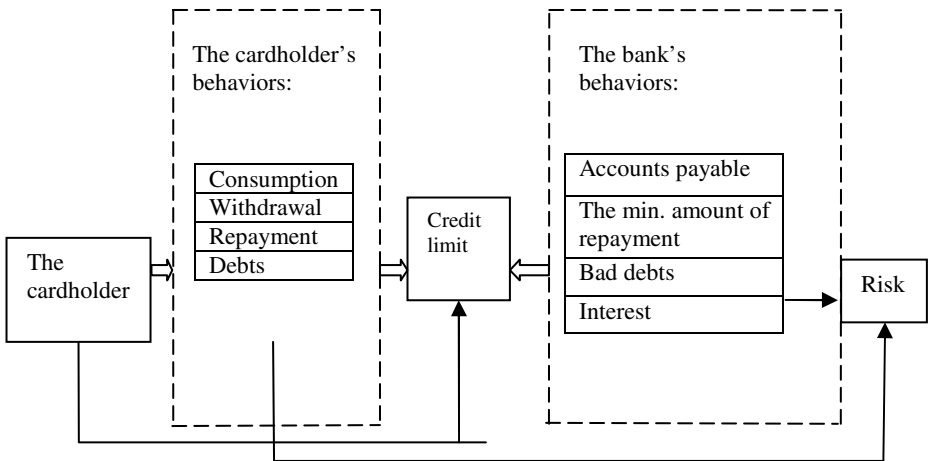 The cardholder’s
behaviors:
The bank’s
behaviors:
Consumption
Withdrawal
Repayment
Debts
Accounts payable
The min. amount of
repayment
Bad debts
Interest
Credit
limit
The
cardholder
Risk